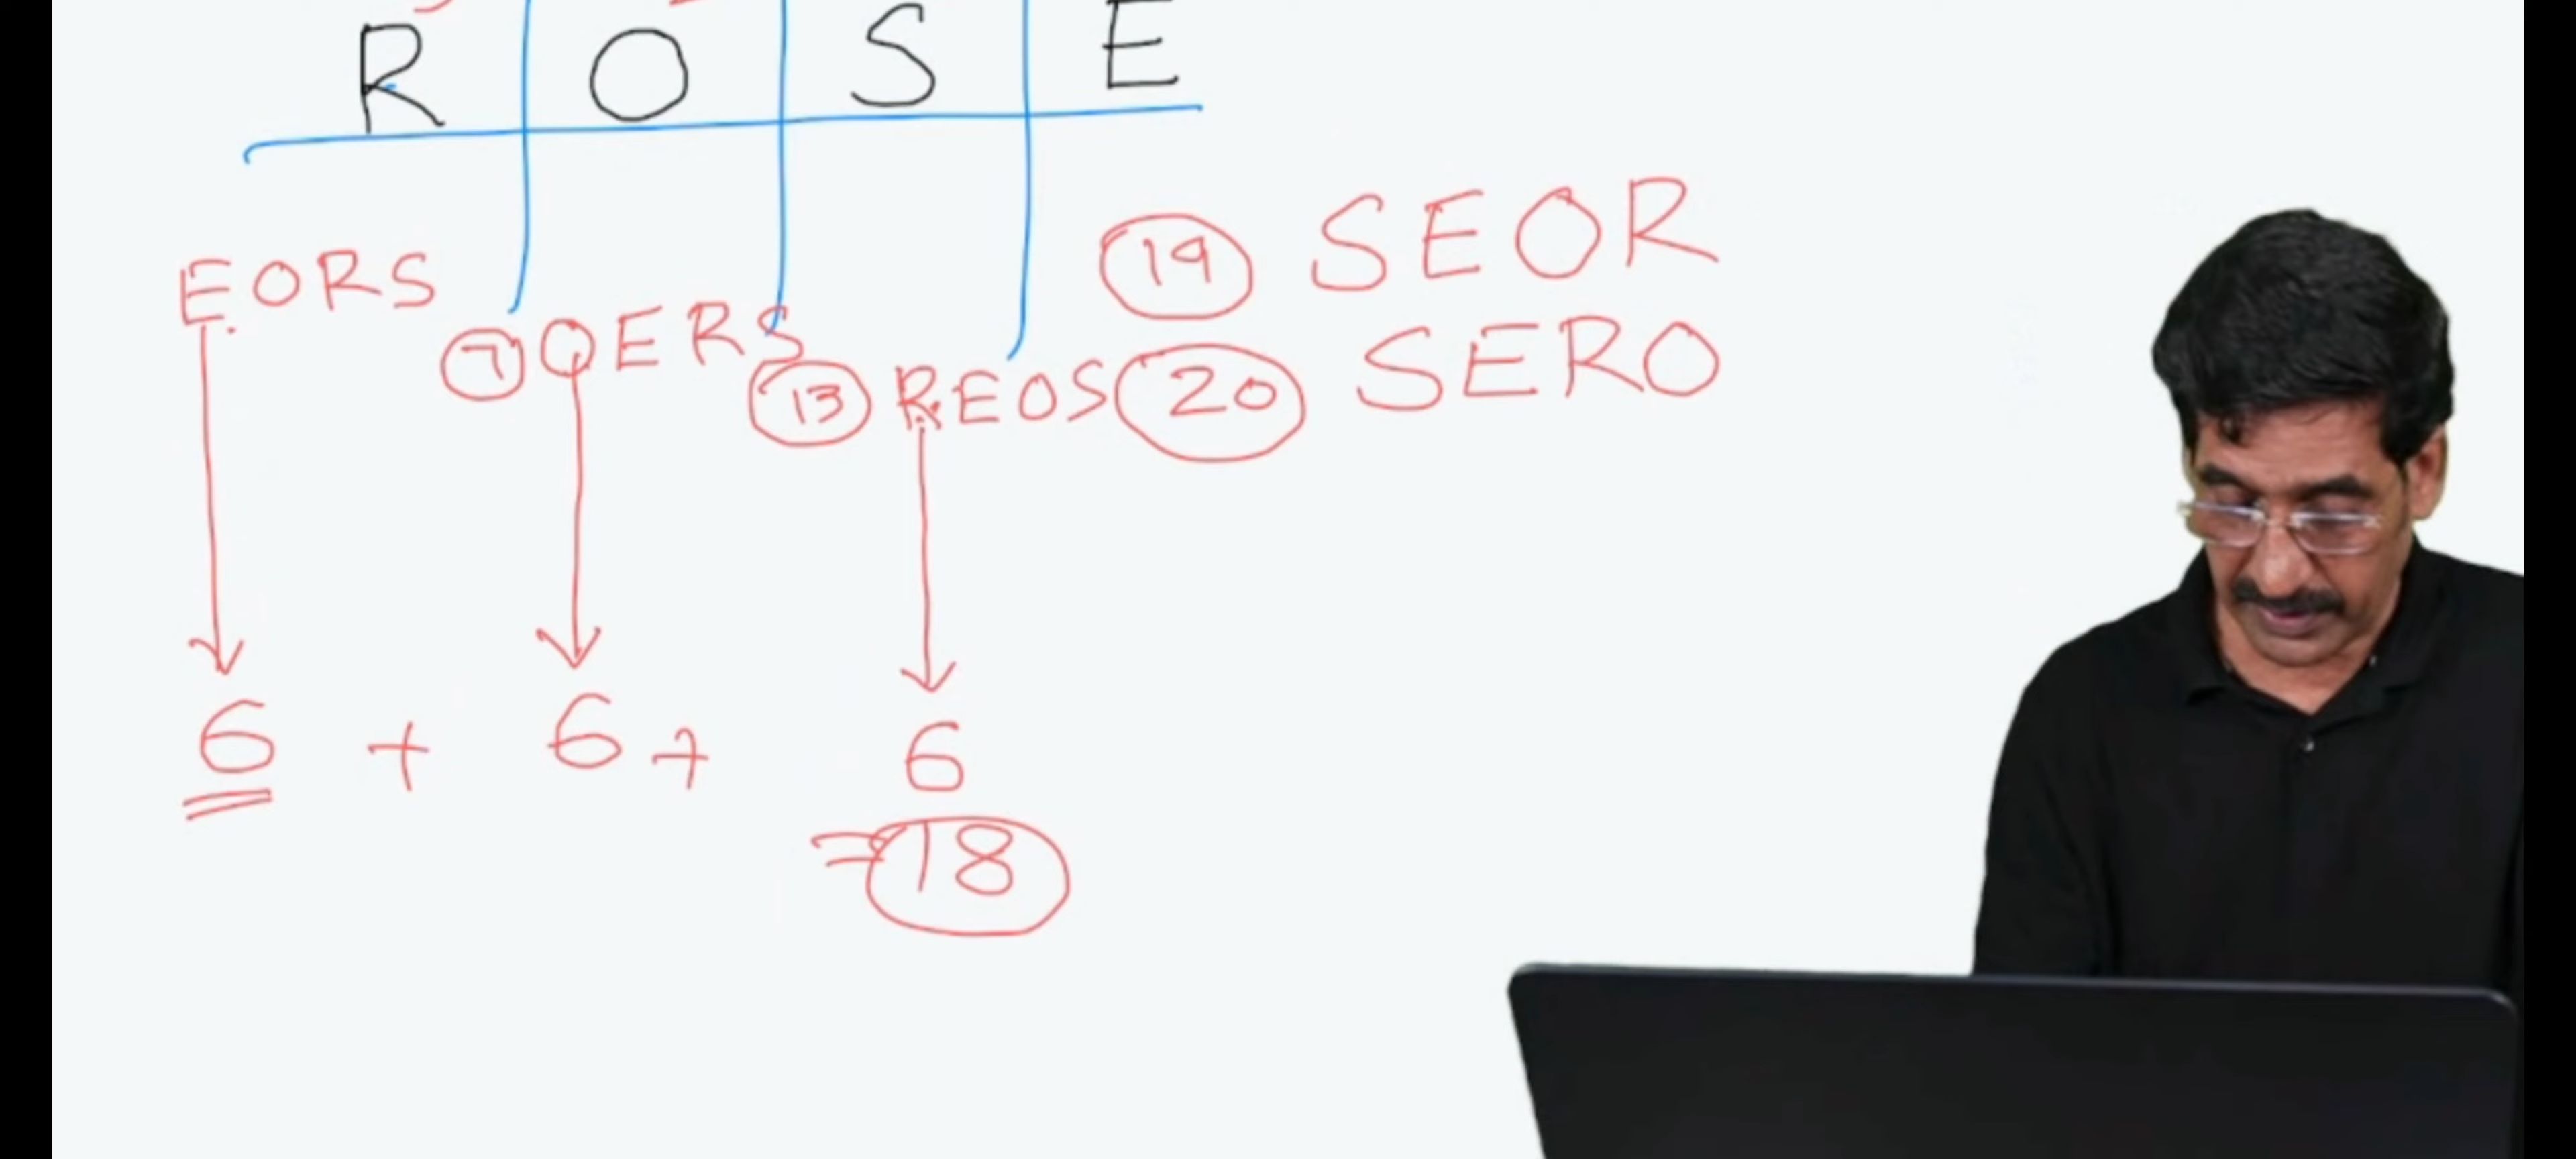 R O S E
19 SEOR
EORS
7 OERS
13 REOS
20 SERO
6 + 6 + 6
=18